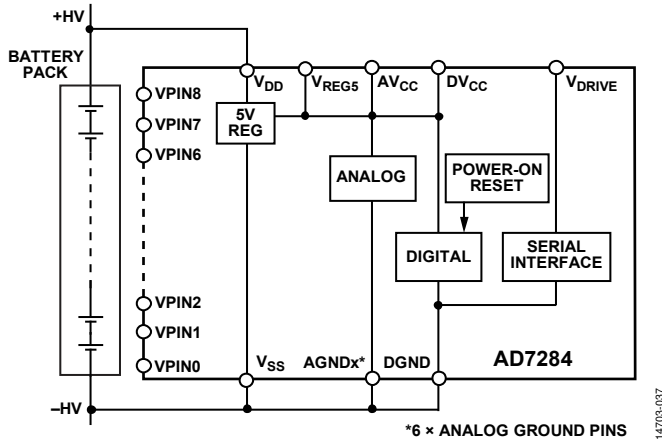 +HV
BATTERY
PACK
VDD
VREG5
AVCC
DVCC
VDRIVE
VPIN8
VPIN7
VPIN6
5V
REG
ANALOG
POWER-ON
RESET
DIGITAL
SERIAL
INTERFACE
VPIN2
VPIN1
VPIN0
VSS
AGNDx*
DGND
AD7284
–HV
*6 × ANALOG GROUND PINS
14703-037